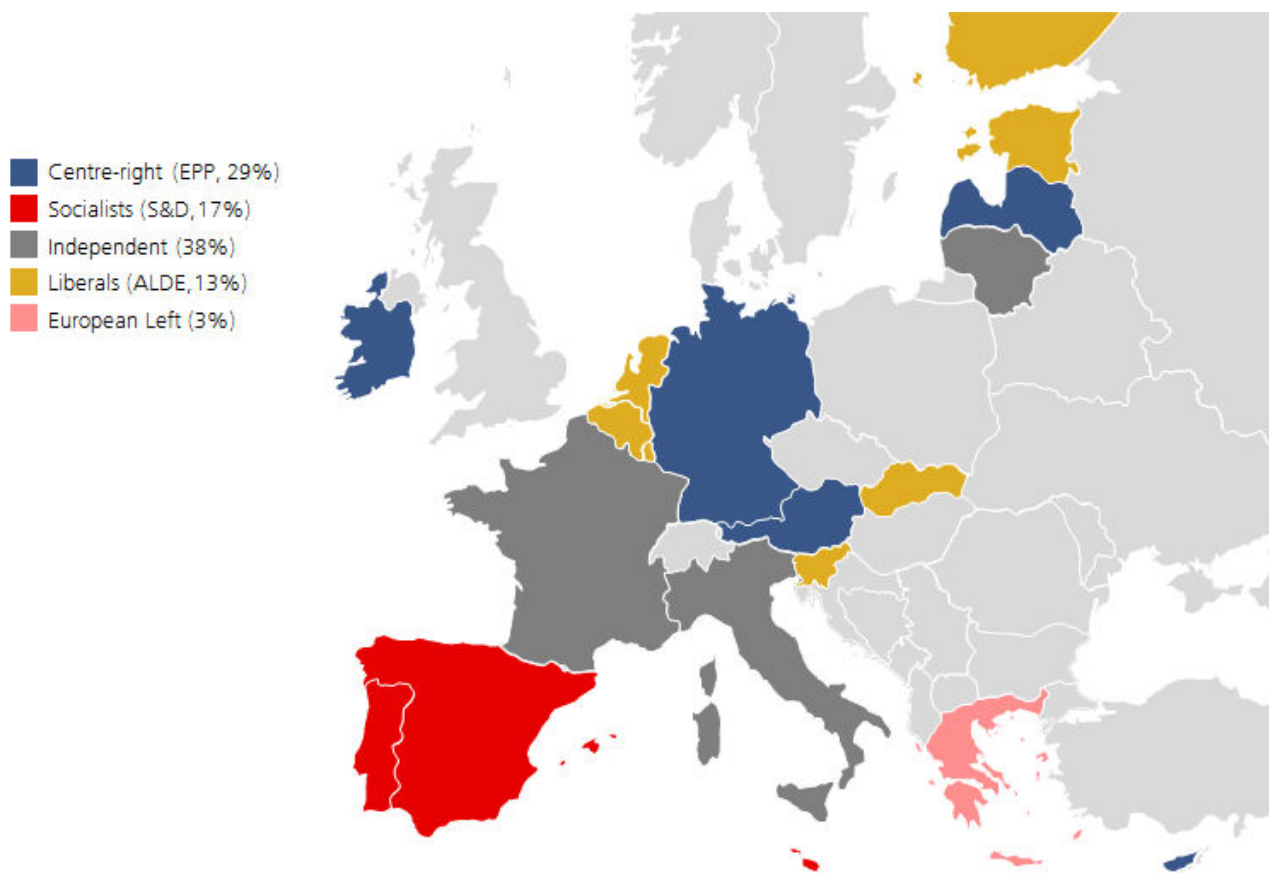 Centre-right (EPP, 29%)
Socialists (S&D,17%)
Independent (38%)
Liberals (ALDE,13%)
European Left (3%)